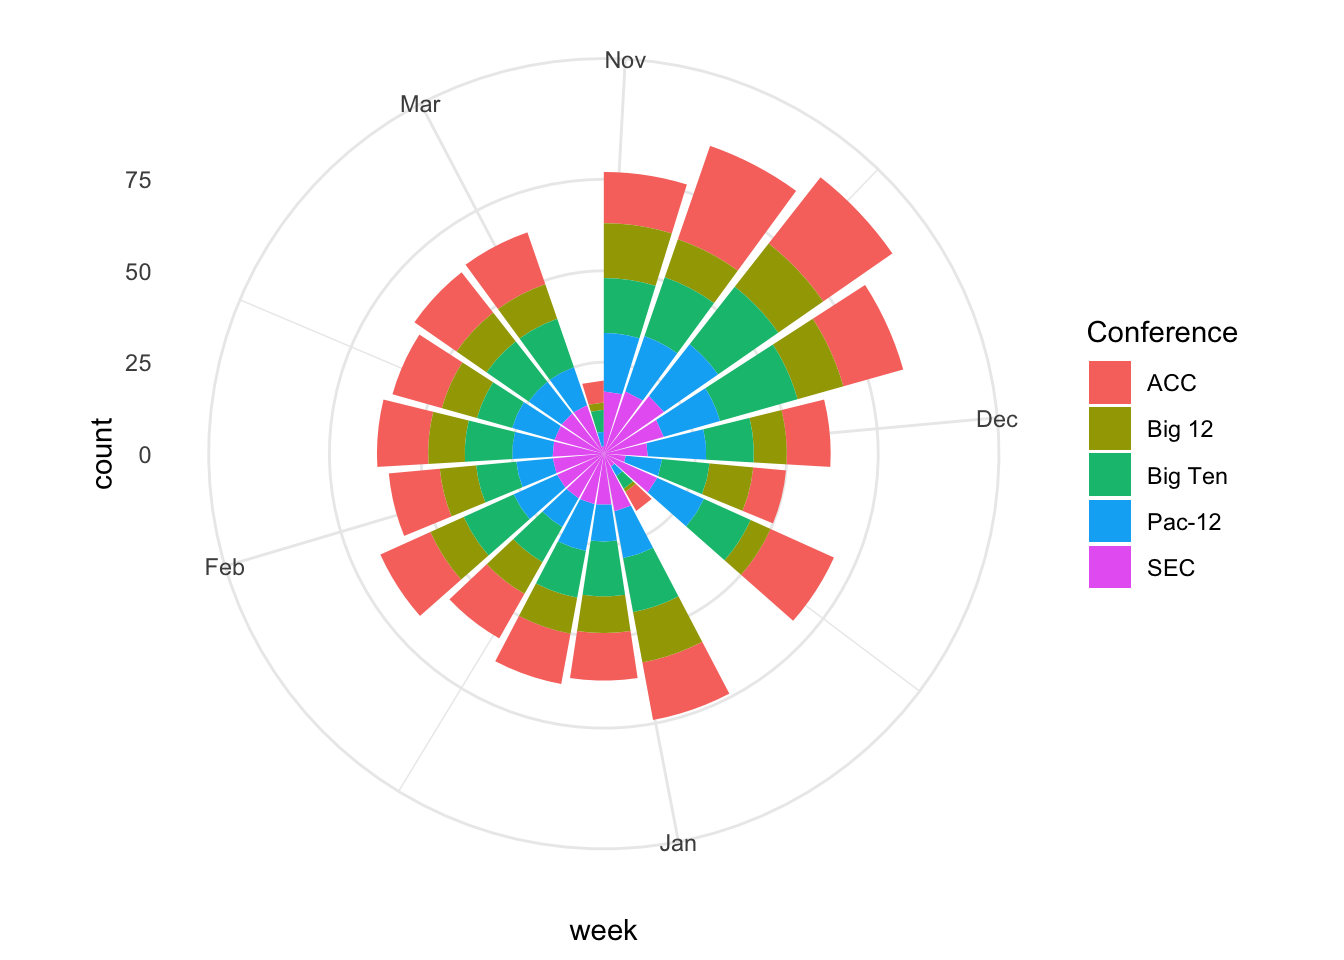 Nov
Mar
75
50
25
0
count
Dec
Feb
Jan
week
Conference
ACC
Big 12
Big Ten
Pac-12
SEC